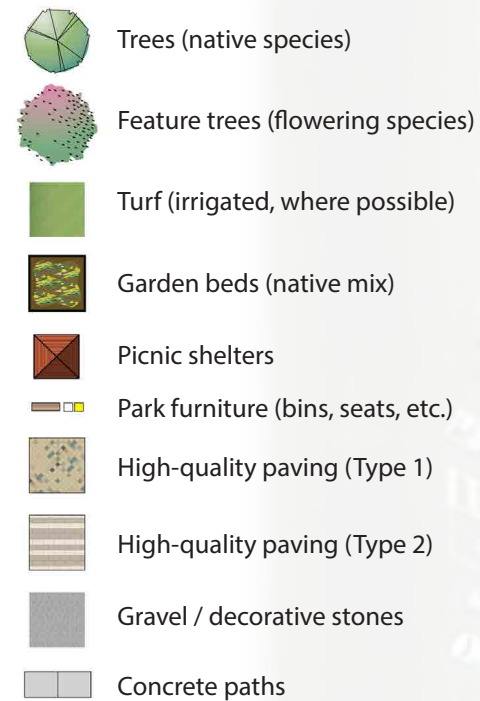 Trees (native species)
Feature trees (flowering species)
Turf (irrigated, where possible)
Garden beds (native mix)
Picnic shelters
Park furniture (bins, seats, etc.)
High-quality paving (Type 1)
High-quality paving (Type 2)
Gravel / decorative stones
Concrete paths